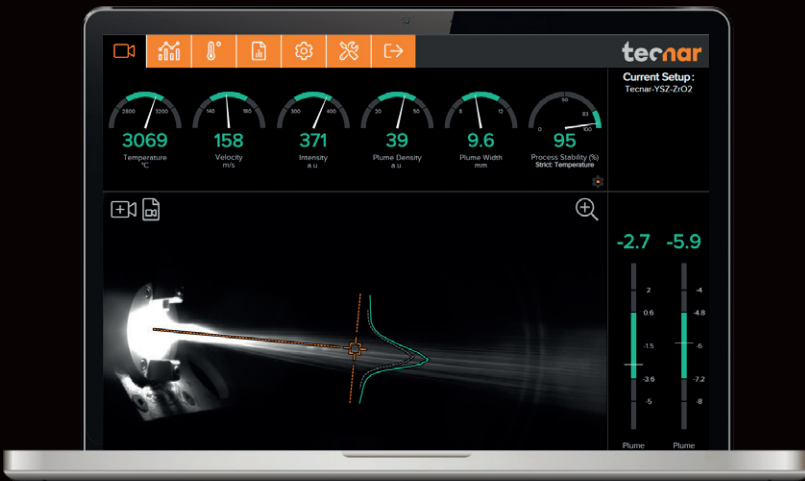 tecnar
Current Setup :
Tecnar-YSZ-ZrO2
2800 3200
3069
Temperature
°C
140 185
158
Velocity
m/s
300 400
371
Intensity
a.u.
20 50
39
Plume Density
a.u.
8 12
9.6
Plume Width
mm
0 50 83 100
95
Process Stability (%)
Strict: Temperature
-2.7 -5.9
2 -4
0.6 -4.8
-1.5 -6
-3.6 -7.2
-5 -8
Plume Plume